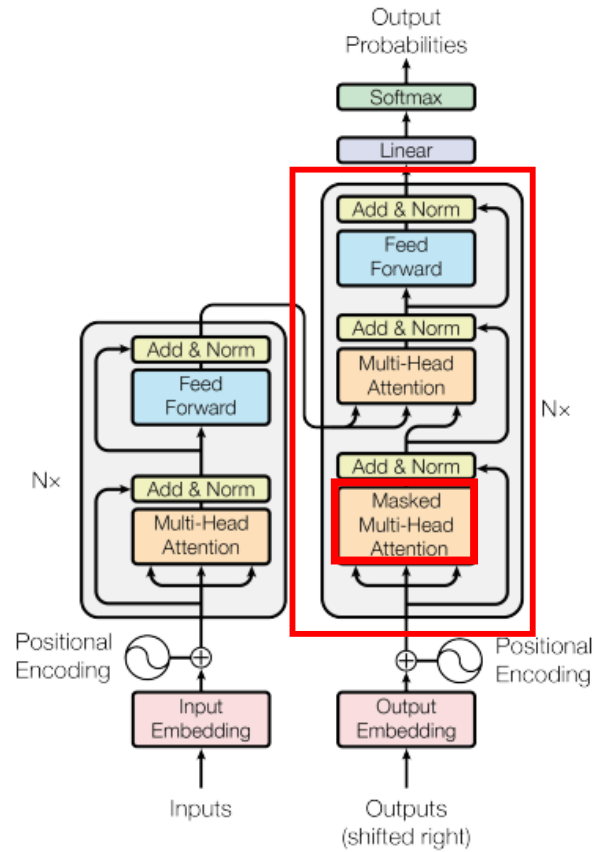 Output
Probabilities
Softmax
Linear
Add & Norm
Feed
Forward
Add & Norm
Multi-Head
Attention
Nx
Add & Norm
Masked
Multi-Head
Attention
Add & Norm
Feed
Forward
Nx
Add & Norm
Multi-Head
Attention
Positional
Encoding
Positional
Encoding
Input
Embedding
Output
Embedding
Inputs
Outputs
(shifted right)